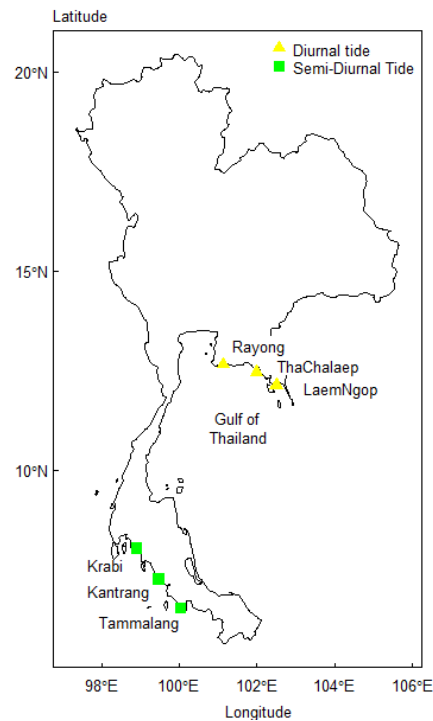 Latitude
Diurnal tide
Semi-Diurnal Tide
20°N
15°N
Rayong
ThaChalaep
LaemNgop
Gulf of
Thailand
10°N
Krabi
Kantrang
Tammalang
98°E 100°E 102°E 104°E 106°E
Longitude